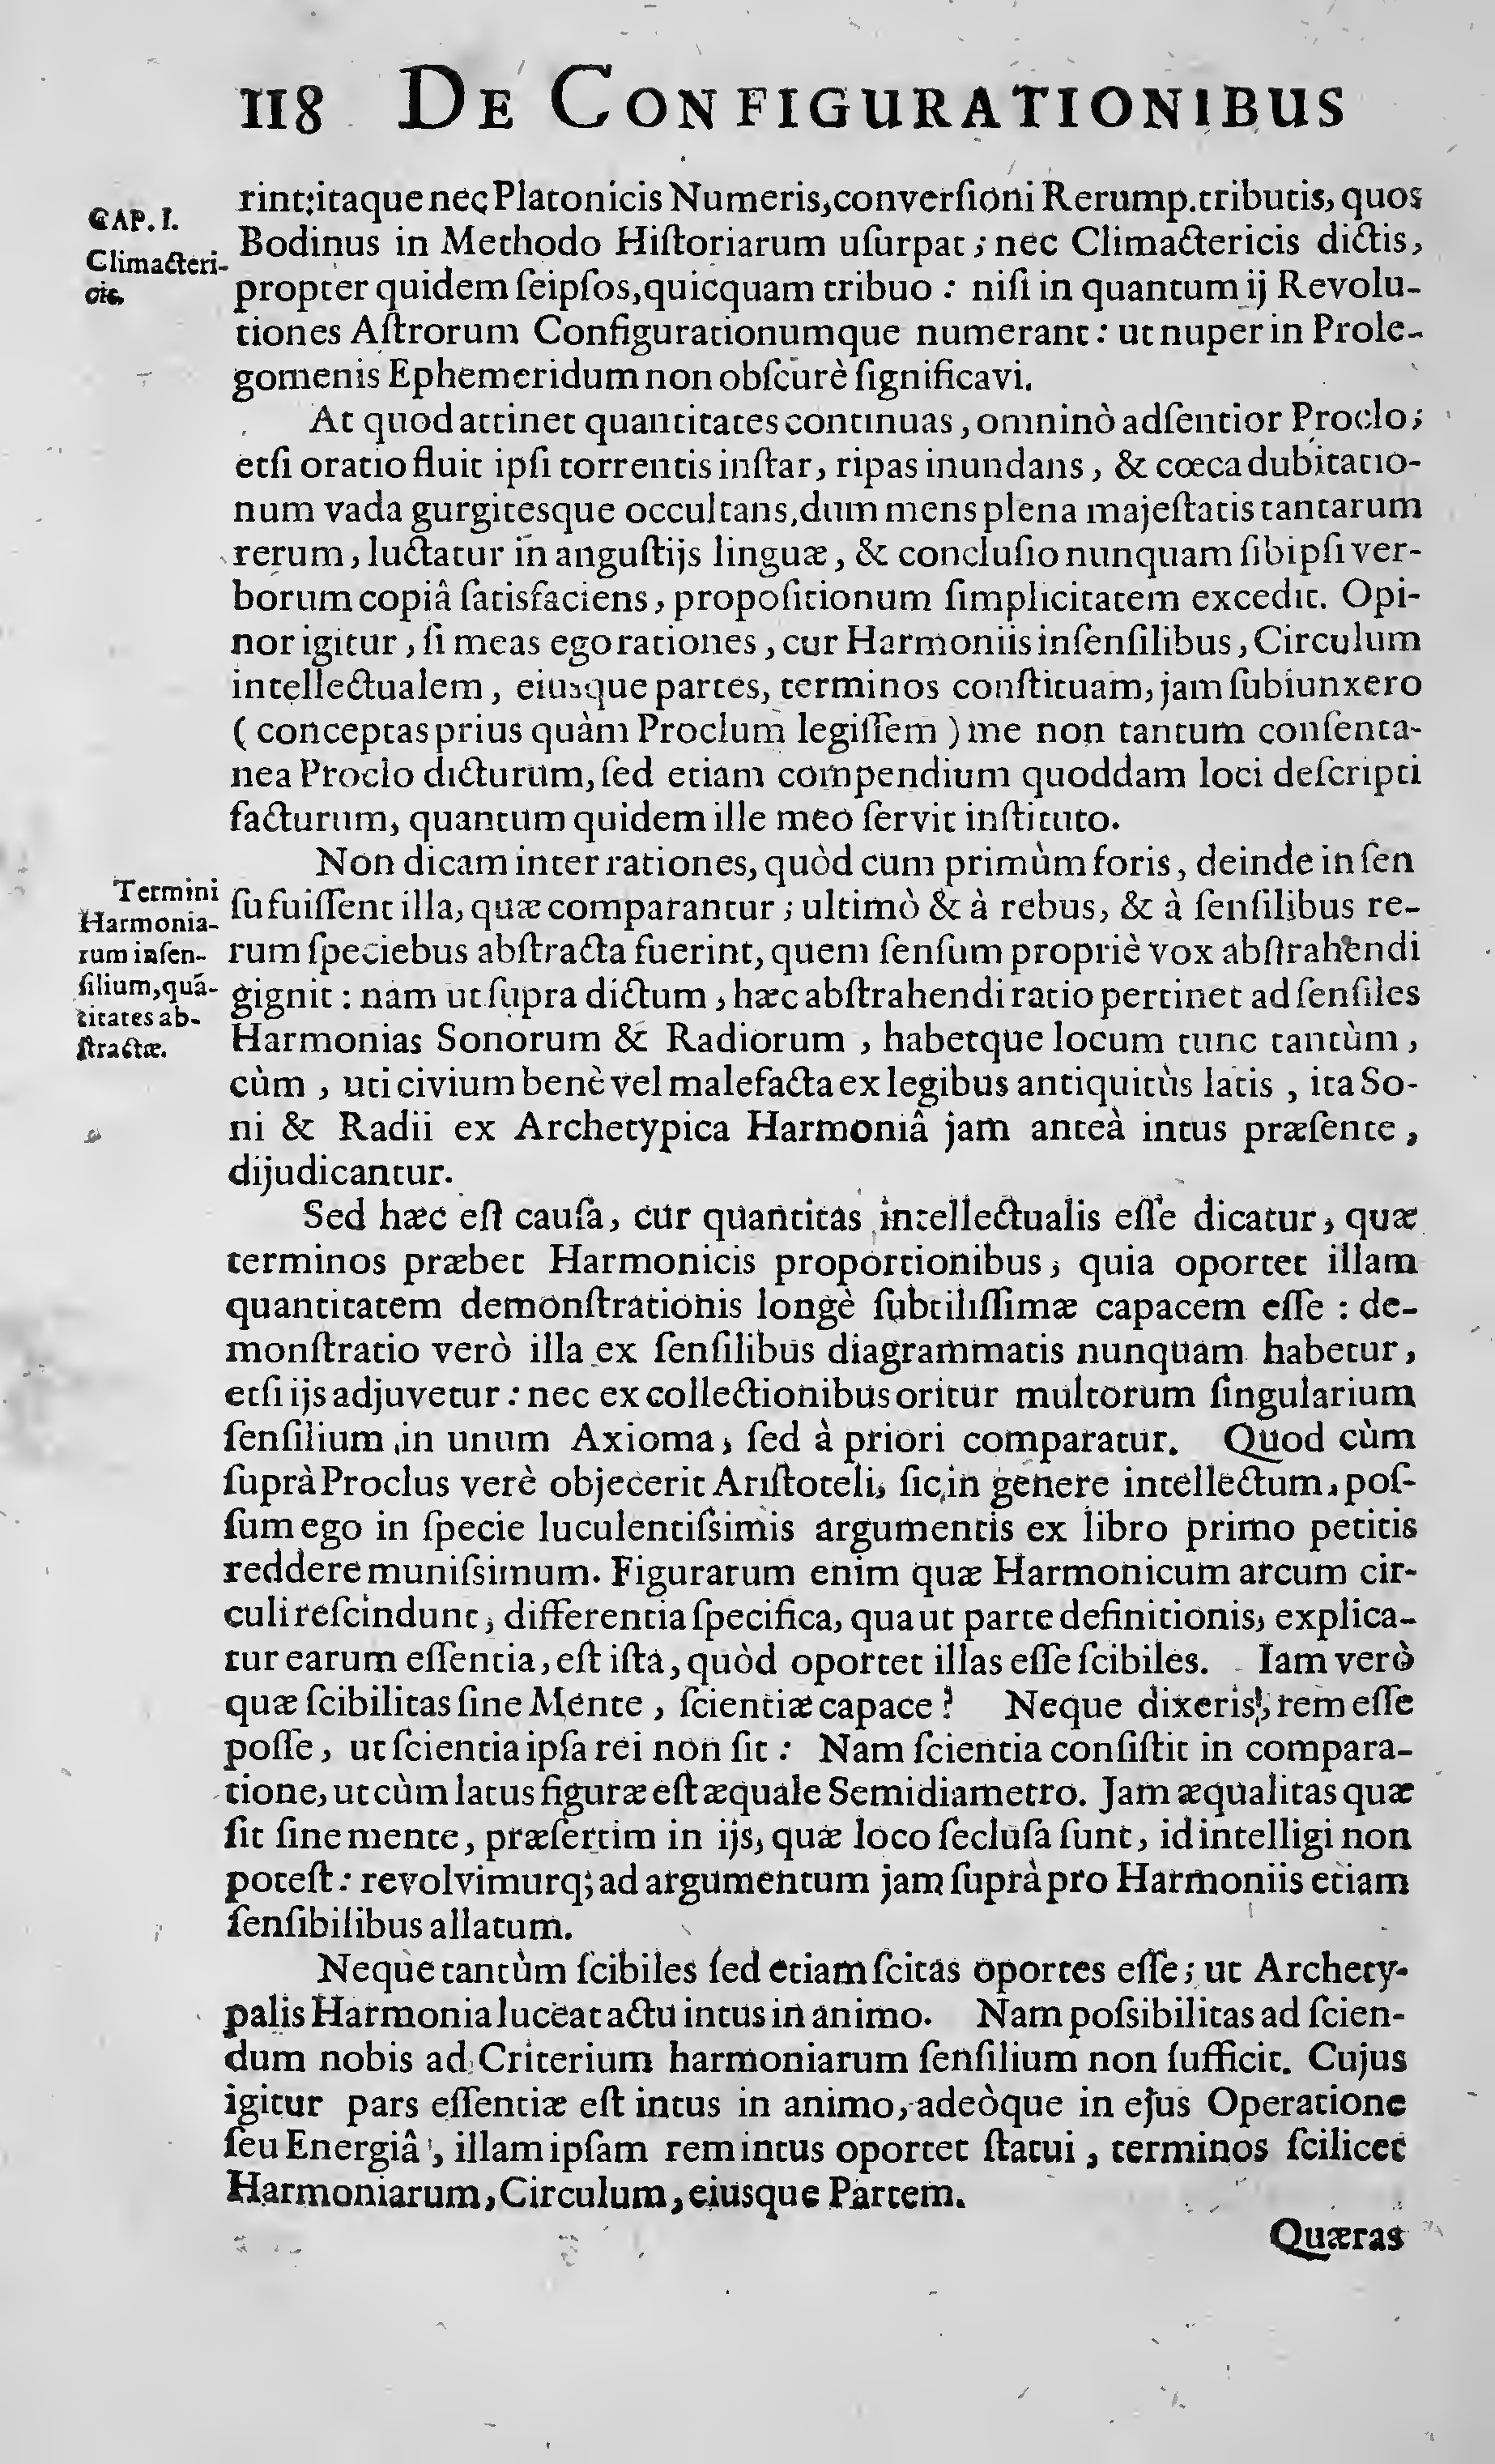 118 DE CONFIGURATIONIBUS
CAP. I.
Climacteri-
cis.
rint: itaque nec Platonicis Numeris, converſioni Rerump. tributis, quos
Bodinus in Methodo Hiſtoriarum uſurpat; nec Climactericis dictis,
propter quidem ſeipſos, quicquam tribuo : niſi in quantum ij Revolu-
tiones Aſtrorum Configurationumque numerant : ut nuper in Prole-
gomenis Ephemeridum non obſcurè ſignificavi.
At quod attinet quantitates continuas, omninò adſentior Proclo;
etſi oratio fluit ipſi torrentis inſtar, ripas inundans, & cœca dubitatio-
num vada gurgitesque occultans, dum mens plena majeſtatis tantarum
rerum, luctatur in anguſtijs linguæ, & concluſio nunquam ſibipſi ver-
borum copiâ ſatisfaciens, propoſitionum ſimplicitatem excedit. Opi-
nor igitur, ſi meas ego rationes, cur Harmoniis inſenſilibus, Circulum
intellectualem, eiusque partes, terminos conſtituam, jam ſubiunxero
( conceptas prius quàm Proclum legiſſem ) me non tantum conſenta-
nea Proclo dicturum, ſed etiam compendium quoddam loci deſcripti
facturum, quantum quidem ille meo ſervit inſtituto.
Termini
Harmonia-
rum inſen-
ſilium, quã-
titates ab-
ſtractæ.
Non dicam inter rationes, quòd cum primùm foris, deinde in ſen
ſu fuiſſent illa, quæ comparantur; ultimò & à rebus, & à ſenſilibus re-
rum ſpeciebus abſtracta fuerint, quem ſenſum propriè vox abſtrahendi
gignit : nam ut ſupra dictum, hæc abſtrahendi ratio pertinet ad ſenſiles
Harmonias Sonorum & Radiorum, habetque locum tunc tantùm,
cùm, uti civium benè vel malefacta ex legibus antiquitùs latis, ita So-
ni & Radii ex Archetypica Harmoniâ jam anteà intus præſente,
dijudicantur.
Sed hæc eſt cauſa, cur quantitas intellectualis eſſe dicatur, quæ
terminos præbet Harmonicis proportionibus, quia oportet illam
quantitatem demonſtrationis longè ſubtiliſſimæ capacem eſſe : de-
monſtratio verò illa ex ſenſilibus diagrammatis nunquam habetur,
etſi ijs adjuvetur : nec ex collectionibus oritur multorum ſingularium
ſenſilium in unum Axioma, ſed à priori comparatur. Quod cùm
ſuprà Proclus verè objecerit Ariſtoteli, ſic in genere intellectum, poſ-
ſum ego in ſpecie luculentiſsimis argumentis ex libro primo petitis
reddere muniſsimum. Figurarum enim quæ Harmonicum arcum cir-
culi reſcindunt, differentia ſpecifica, qua ut parte definitionis, explica-
tur earum eſſentia, eſt iſta, quòd oportet illas eſſe ſcibiles. Iam verò
quæ ſcibilitas ſine Mente, ſcientiæ capace ? Neque dixeris, rem eſſe
poſſe, ut ſcientia ipſa rei non ſit : Nam ſcientia conſiſtit in compara-
tione, ut cùm latus figuræ eſt æquale Semidiametro. Jam æqualitas quæ
ſit ſine mente, præſertim in ijs, quæ loco ſecluſa ſunt, id intelligi non
poteſt : revolvimurq; ad argumentum jam ſuprà pro Harmoniis etiam
ſenſibilibus allatum.
Neque tantùm ſcibiles ſed etiam ſcitas oportes eſſe; ut Archety-
palis Harmonia luceat actu intus in animo. Nam poſsibilitas ad ſcien-
dum nobis ad Criterium harmoniarum ſenſilium non ſufficit. Cujus
igitur pars eſſentiæ eſt intus in animo, adeòque in ejus Operatione
ſeu Energiâ, illam ipſam rem intus oportet ſtatui, terminos ſcilicet
Harmoniarum, Circulum, eiusque Partem.
Quæras